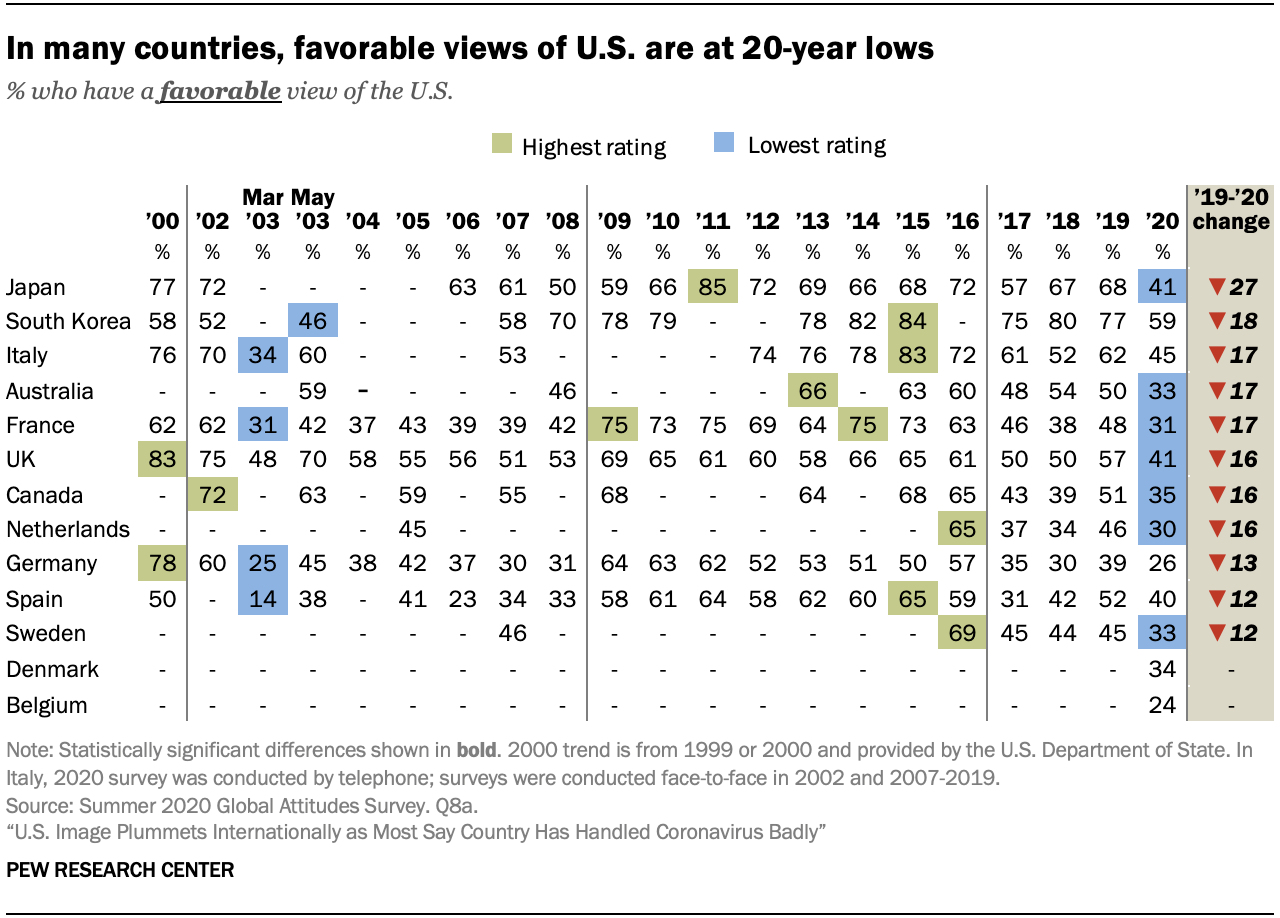 In many countries, favorable views of U.S. are at 20-year lows
% who have a favorable view of the U.S.
Highest rating Lowest rating
Mar May ’19-’20
’00 ’02 ’03 ’03 ’04 ’05 ’06 ’07 ’08 ’09 ’10 ’11 ’12 ’13 ’14 ’15 ’16 ’17 ’18 ’19 ’20 change
% % % % % % % % % % % % % % % % % % % % %
Japan 77 72 - - - - 63 61 50 59 66 85 72 69 66 68 72 57 67 68 41 ▼27
South Korea 58 52 - 46 - - - 58 70 78 79 - - 78 82 84 - 75 80 77 59 ▼18
Italy 76 70 34 60 - - - 53 - - - - 74 76 78 83 72 61 52 62 45 ▼17
Australia - - - 59 - - - - 46 - - - - 66 - 63 60 48 54 50 33 ▼17
France 62 62 31 42 37 43 39 39 42 75 73 75 69 64 75 73 63 46 38 48 31 ▼17
UK 83 75 48 70 58 55 56 51 53 69 65 61 60 58 66 65 61 50 50 57 41 ▼16
Canada - 72 - 63 - 59 - 55 - 68 - - - 64 - 68 65 43 39 51 35 ▼16
Netherlands - - - - - 45 - - - - - - - - - - 65 37 34 46 30 ▼16
Germany 78 60 25 45 38 42 37 30 31 64 63 62 52 53 51 50 57 35 30 39 26 ▼13
Spain 50 - 14 38 - 41 23 34 33 58 61 64 58 62 60 65 59 31 42 52 40 ▼12
Sweden - - - - - - - 46 - - - - - - - - 69 45 44 45 33 ▼12
Denmark - - - - - - - - - - - - - - - - - - - - 34 -
Belgium - - - - - - - - - - - - - - - - - - - - 24 -
Note: Statistically significant differences shown in bold. 2000 trend is from 1999 or 2000 and provided by the U.S. Department of State. In
Italy, 2020 survey was conducted by telephone; surveys were conducted face-to-face in 2002 and 2007-2019.
Source: Summer 2020 Global Attitudes Survey. Q8a.
“U.S. Image Plummets Internationally as Most Say Country Has Handled Coronavirus Badly”
PEW RESEARCH CENTER